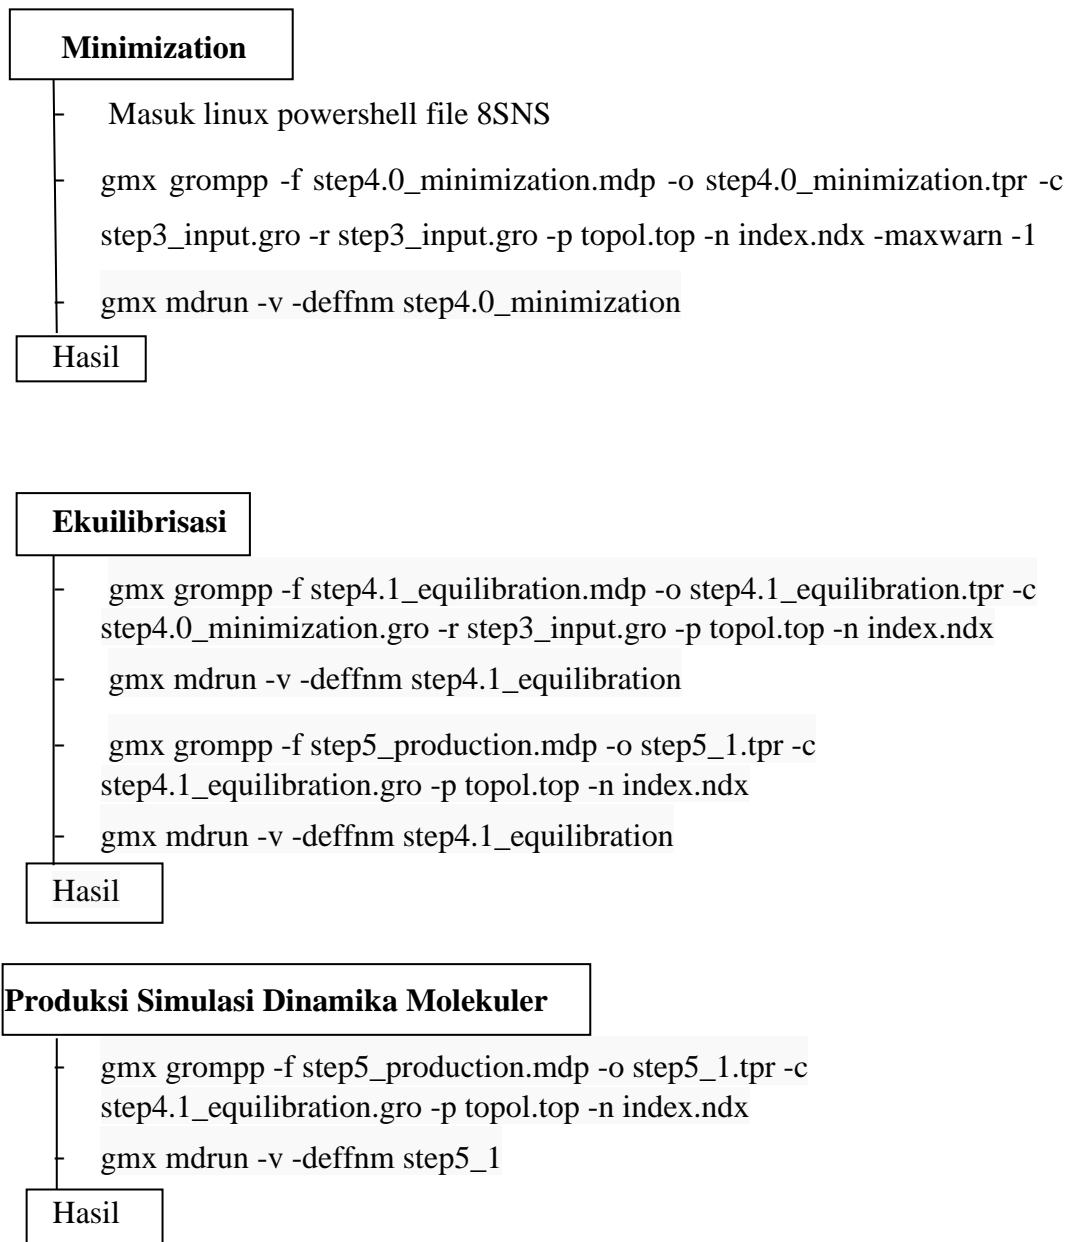 Minimization
- Masuk linux powershell file 8SNS
- gmx grompp -f step4.0_minimization.mdp -o step4.0_minimization.tpr -c
step3_input.gro -r step3_input.gro -p topol.top -n index.ndx -maxwarn -1
- gmx mdrun -v -deffnm step4.0_minimization
Hasil
Ekuilibrisasi
- gmx grompp -f step4.1_equilibration.mdp -o step4.1_equilibration.tpr -c
step4.0_minimization.gro -r step3_input.gro -p topol.top -n index.ndx
- gmx mdrun -v -deffnm step4.1_equilibration
- gmx grompp -f step5_production.mdp -o step5_1.tpr -c
step4.1_equilibration.gro -p topol.top -n index.ndx
- gmx mdrun -v -deffnm step4.1_equilibration
Hasil
Produksi Simulasi Dinamika Molekuler
- gmx grompp -f step5_production.mdp -o step5_1.tpr -c
step4.1_equilibration.gro -p topol.top -n index.ndx
- gmx mdrun -v -deffnm step5_1
Hasil